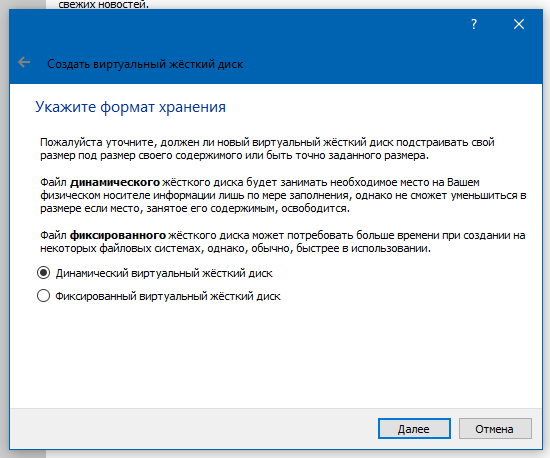 свежих новостей.
?
Создать виртуальный жёсткий диск
Укажите формат хранения
Пожалуйста уточните, должен ли новый виртуальный жёсткий диск подстраивать свой
размер под размер своего содержимого или быть точно заданного размера.
Файл динамического жёсткого диска будет занимать необходимое место на Вашем
физическом носителе информации лишь по мере заполнения, однако не сможет уменьшиться в
размере если место, занятое его содержимым, освободится.
Файл фиксированного жёсткого диска может потребовать больше времени при создании на
некоторых файловых системах, однако, обычно, быстрее в использовании.
Динамический виртуальный жёсткий диск
Фиксированный виртуальный жёсткий диск
Далее
Отмена